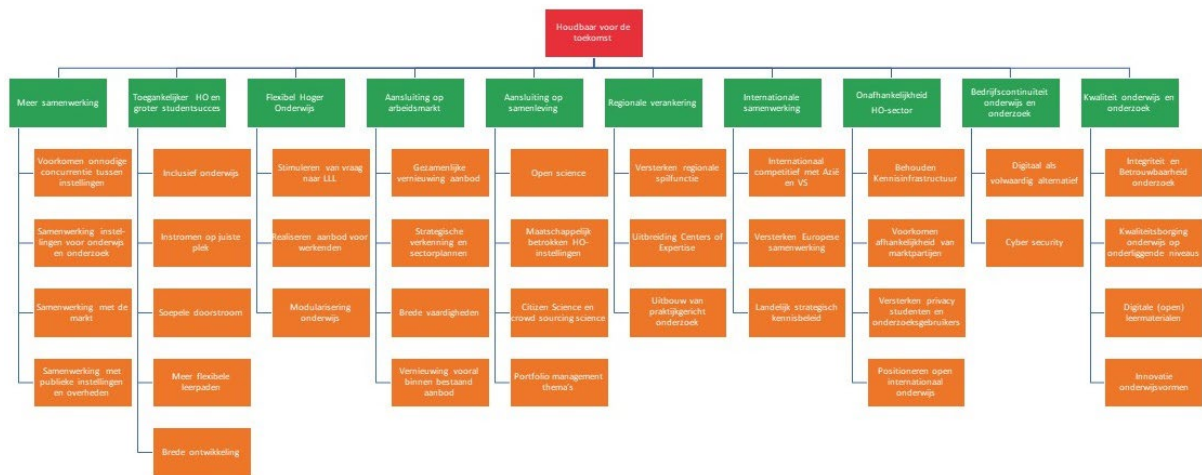 Houdbaar voor de
toekomst
Meer samenwerking
Voorkomen onnodige
concurrentie tussen
instellingen
Samenwerking instel-
lingen voor onderwijs
en onderzoek
Samenwerking met de
markt
Samenwerking met
publieke instellingen
en overheden
Toegankelijker HO en
groter studentsucces
Inclusief onderwijs
Instromen op juiste
plek
Soepele doorstroom
Meer flexibele
leerpaden
Brede ontwikkeling
Flexibel Hoger
Onderwijs
Stimuleren van vraag
naar LLL
Realiseren aanbod voor
werkenden
Modularisering
onderwijs
Aansluiting op
arbeidsmarkt
Gezamenlijke
vernieuwing aanbod
Strategische
verkenning en
sectorplannen
Brede vaardigheden
Vernieuwing vooral
binnen bestaand
aanbod
Aansluiting op
samenleving
Open science
Maatschappelijk
betrokken HO-
instellingen
Citizen Science en
crowd sourcing science
Portfolio management
thema's
Regionale verankering
Versterken regionale
spilfunctie
Uitbreiding Centers of
Expertise
Uitbouw van
praktijkgericht
onderzoek
Internationale
samenwerking
Internationaal
competitief met Azië
en VS
Versterken Europese
samenwerking
Landelijk strategisch
kennisbeleid
Onafhankelijkheid
HO-sector
Behouden
Kennisinfrastructuur
Voorkomen
afhankelijkheid van
marktpartijen
Versterken privacy
studenten en
onderzoeksgebruikers
Positioneren open
internationaal
onderwijs
Bedrijfscontinuïteit
onderwijs en
onderzoek
Digitaal als
volwaardig alternatief
Cyber security
Kwaliteit onderwijs en
onderzoek
Integriteit en
Betrouwbaarheid
onderzoek
Kwaliteitsborging
onderwijs op
onderliggende niveaus
Digitale (open)
leermaterialen
Innovatie
onderwijsvormen